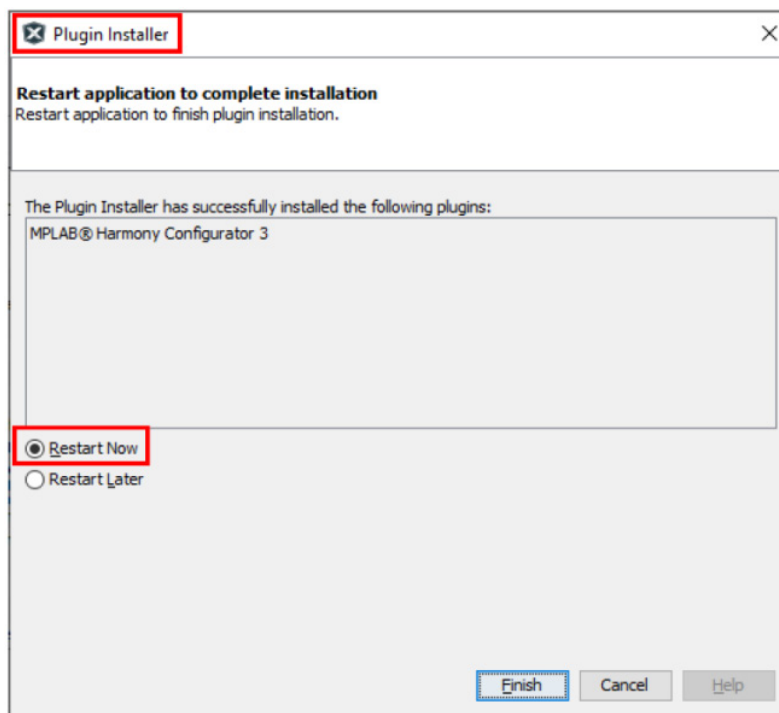 Plugin Installer
Restart application to complete installation
Restart application to finish plugin installation.
The Plugin Installer has successfully installed the following plugins:
MPLAB® Harmony Configurator 3
Restart Now
Restart Later
Finish Cancel Help